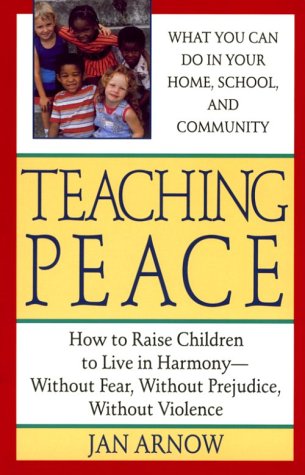 WHAT YOU CAN
DO IN YOUR
HOME, SCHOOL,
AND
COMMUNITY
TEACHING
PEACE
How to Raise Children
to Live in Harmony—
Without Fear, Without Prejudice,
Without Violence
JAN ARNOW